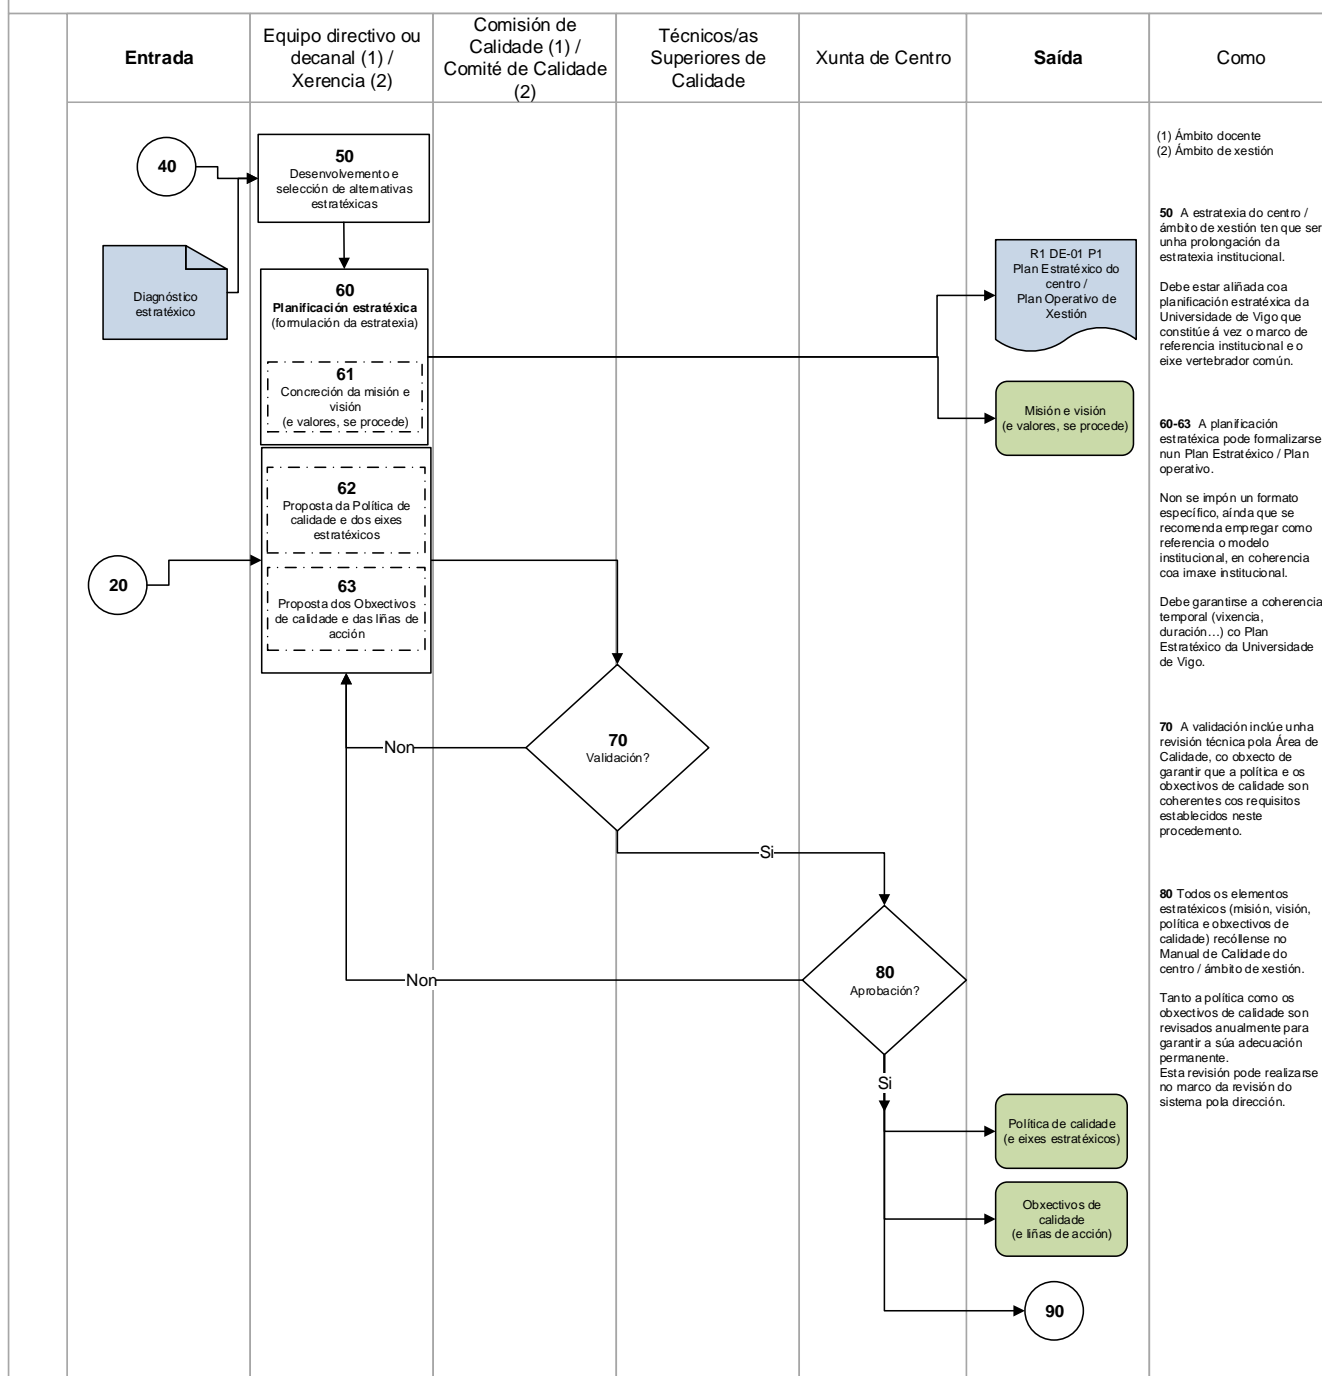 Entrada
Equipo directivo ou
decanal (1) /
Xerencia (2)
Comisión de
Calidade (1) /
Comité de Calidade
(2)
Técnicos/as
Superiores de
Calidade
Xunta de Centro
Saída
Como
40
50
Desenvolvemento e
selección de alternativas
estratéxicas
Diagnóstico
estratéxico
60
Planificación estratéxica
(formulación da estratexia)
61
Concreción da misión e
visión
(e valores, se procede)
R1 DE-01 P1
Plan Estratéxico do
centro /
Plan Operativo de
Xestión
Misión e visión
(e valores, se procede)
62
Proposta da Política de
calidade e dos eixes
estratéxicos
20
63
Proposta dos Obxectivos
de calidade e das liñas de
acción
70
Validación?
Non
Si
80
Aprobación?
Non
Si
Política de calidade
(e eixes estratéxicos)
Obxectivos de
calidade
(e liñas de acción)
90
(1) Ámbito docente
(2) Ámbito de xestión
50 A estratexia do centro /
ámbito de xestión ten que ser
unha prolongación da
estratexia institucional.
Debe estar aliñada coa
planificación estratéxica da
Universidade de Vigo que
constitúe á vez o marco de
referencia institucional e o
eixe vertebrador común.
60-63 A planificación
estratéxica pode formalizarse
nun Plan Estratéxico / Plan
operativo.
Non se impón un formato
específico, aínda que se
recomenda empregar como
referencia o modelo
institucional, en coherencia
coa imaxe institucional.
Debe garantirse a coherencia
temporal (vixencia,
duración...) co Plan
Estratéxico da Universidade
de Vigo.
70 A validación inclúe unha
revisión técnica pola Área de
Calidade, co obxecto de
garantir que a política e os
obxectivos de calidade son
coherentes cos requisitos
establecidos neste
procedemento.
80 Todos os elementos
estratéxicos (misión, visión,
política e obxectivos de
calidade) recóllense no
Manual de Calidade do
centro / ámbito de xestión.
Tanto a política como os
obxectivos de calidade son
revisados anualmente para
garantir a súa adecuación
permanente.
Esta revisión pode realizarse
no marco da revisión do
sistema pola dirección.